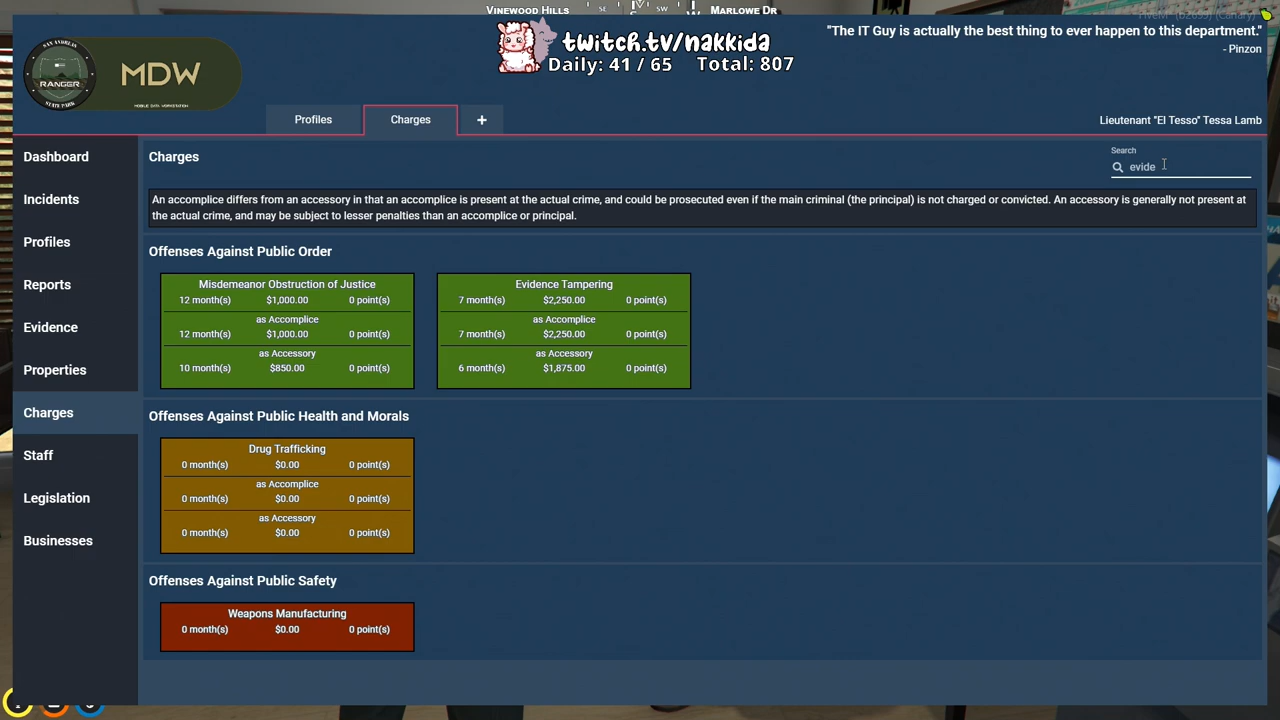 VINEWOOD HILLS
SE
SW
MARLOWE DR
twitch.tv/nakkida
Daily: 41 / 65 Total: 807
"The IT Guy is actually the best thing to ever happen to this department."
- Pinzon
SAN ANDREAS
RANGER
STATE PARK
MDW
MOBILE DATA WORKSTATION
Profiles
Charges
+
Lieutenant "El Tesso" Tessa Lamb
Dashboard
Incidents
Profiles
Reports
Evidence
Properties
Charges
Staff
Legislation
Businesses
Charges
Search
evide
An accomplice differs from an accessory in that an accomplice is present at the actual crime, and could be prosecuted even if the main criminal (the principal) is not charged or convicted. An accessory is generally not present at
the actual crime, and may be subject to lesser penalties than an accomplice or principal.
Offenses Against Public Order
Misdemeanor Obstruction of Justice
12 month(s) $1,000.00 0 point(s)
as Accomplice
12 month(s) $1,000.00 0 point(s)
as Accessory
10 month(s) $850.00 0 point(s)
Evidence Tampering
7 month(s) $2,250.00 0 point(s)
as Accomplice
7 month(s) $2,250.00 0 point(s)
as Accessory
6 month(s) $1,875.00 0 point(s)
Offenses Against Public Health and Morals
Drug Trafficking
0 month(s) $0.00 0 point(s)
as Accomplice
0 month(s) $0.00 0 point(s)
as Accessory
0 month(s) $0.00 0 point(s)
Offenses Against Public Safety
Weapons Manufacturing
0 month(s) $0.00 0 point(s)